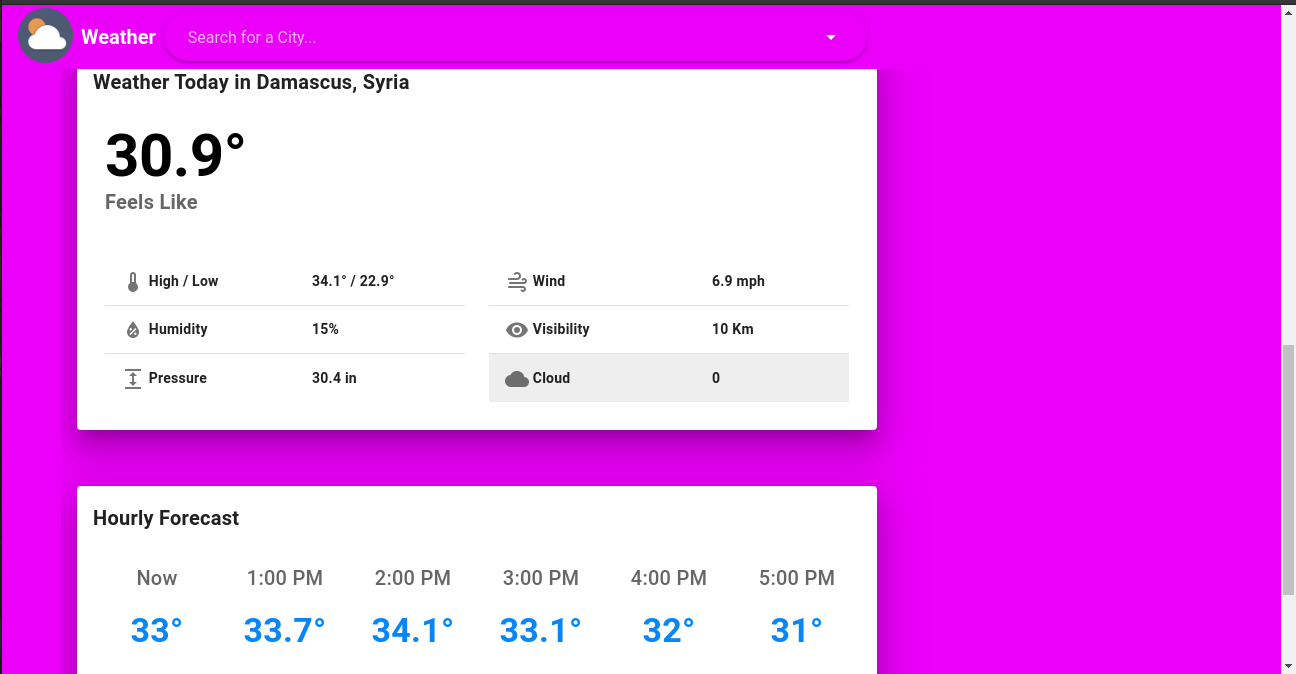 Weather
Search for a City...
Weather Today in Damascus, Syria
30.9°
Feels Like
High / Low 34.1° / 22.9° Wind 6.9 mph
Humidity 15% Visibility 10 Km
Pressure 30.4 in Cloud 0
Hourly Forecast
Now 1:00 PM 2:00 PM 3:00 PM 4:00 PM 5:00 PM
33° 33.7° 34.1° 33.1° 32° 31°